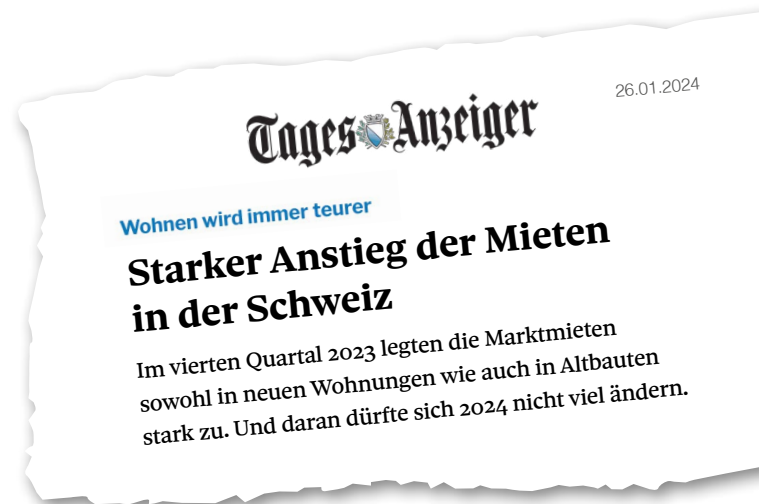 26.01.2024
Tages Anzeiger
Wohnen wird immer teurer
Starker Anstieg der Mieten
in der Schweiz
Im vierten Quartal 2023 legten die Marktmieten
sowohl in neuen Wohnungen wie auch in Altbauten
stark zu. Und daran dürfte sich 2024 nicht viel ändern.